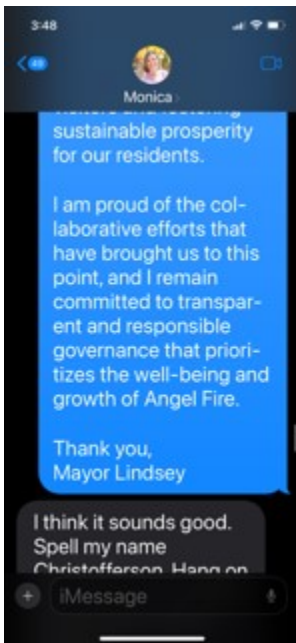 3:48
49
Monica
sustainable prosperity
for our residents.
I am proud of the col-
laborative efforts that
have brought us to this
point, and I remain
committed to transpar-
ent and responsible
governance that priori-
tizes the well-being and
growth of Angel Fire.
Thank you,
Mayor Lindsey
I think it sounds good.
Spell my name
Christofferson. Hang on
iMessage